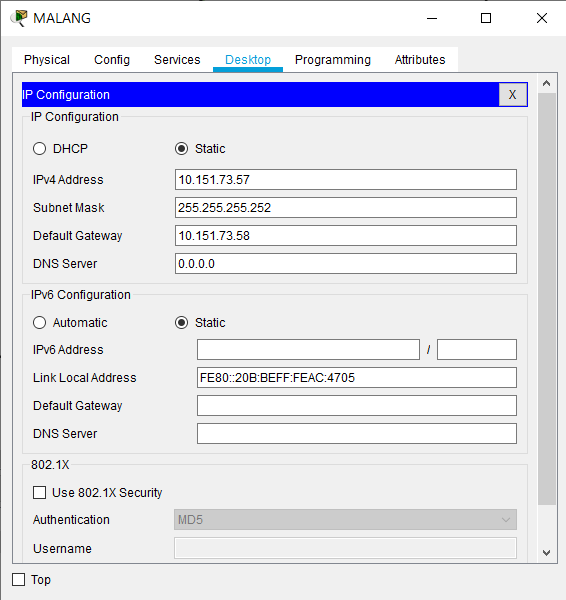 MALANG
Physical Config Services Desktop Programming Attributes
IP Configuration X
IP Configuration
DHCP Static
IPv4 Address 10.151.73.57
Subnet Mask 255.255.255.252
Default Gateway 10.151.73.58
DNS Server 0.0.0.0
IPv6 Configuration
Automatic Static
IPv6 Address /
Link Local Address FE80::20B:BEFF:FEAC:4705
Default Gateway
DNS Server
802.1X
Use 802.1X Security
Authentication MD5
Username
Top